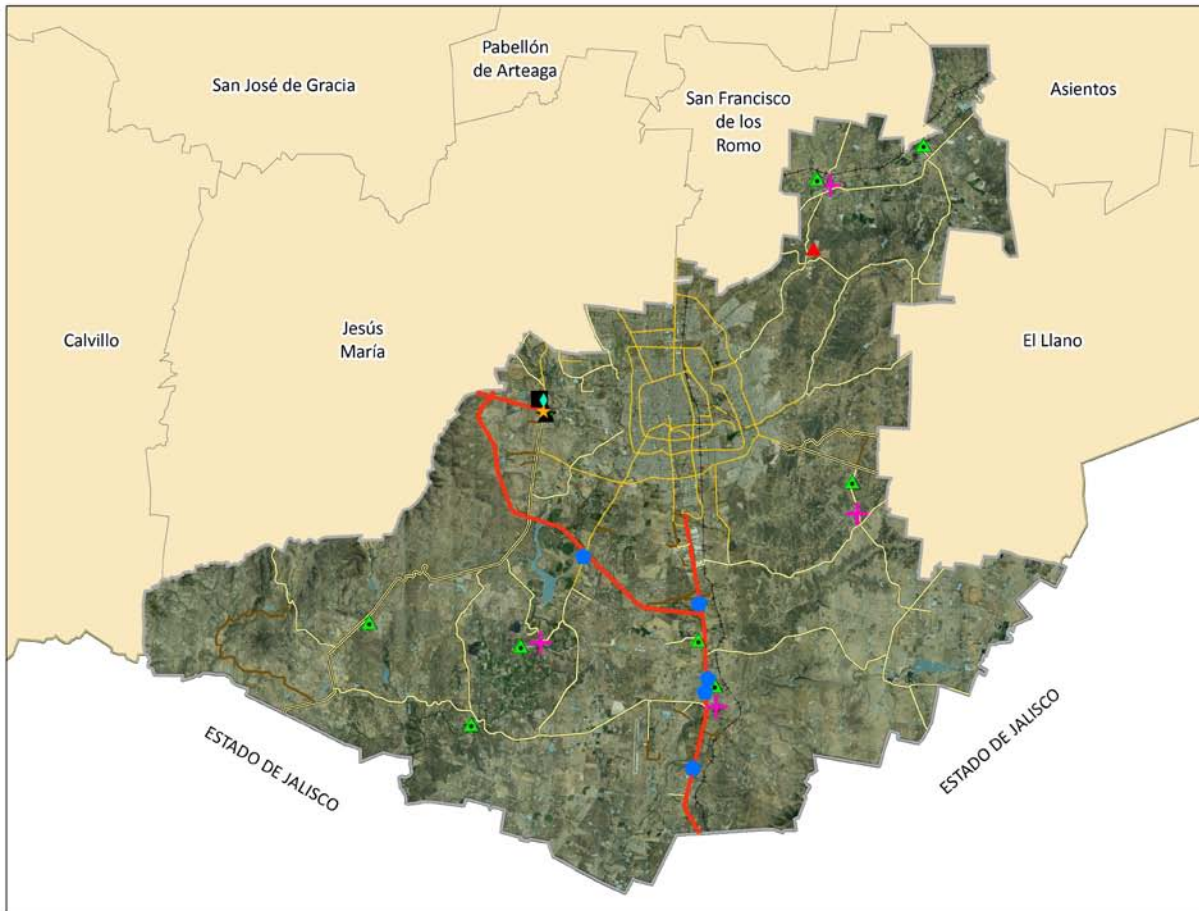 Pabellón
de Arteaga
San José de Gracia
San Francisco
de los
Romo
Asientos
Calvillo
Jesús
María
El Llano
ESTADO DE JALISCO
ESTADO DE JALISCO